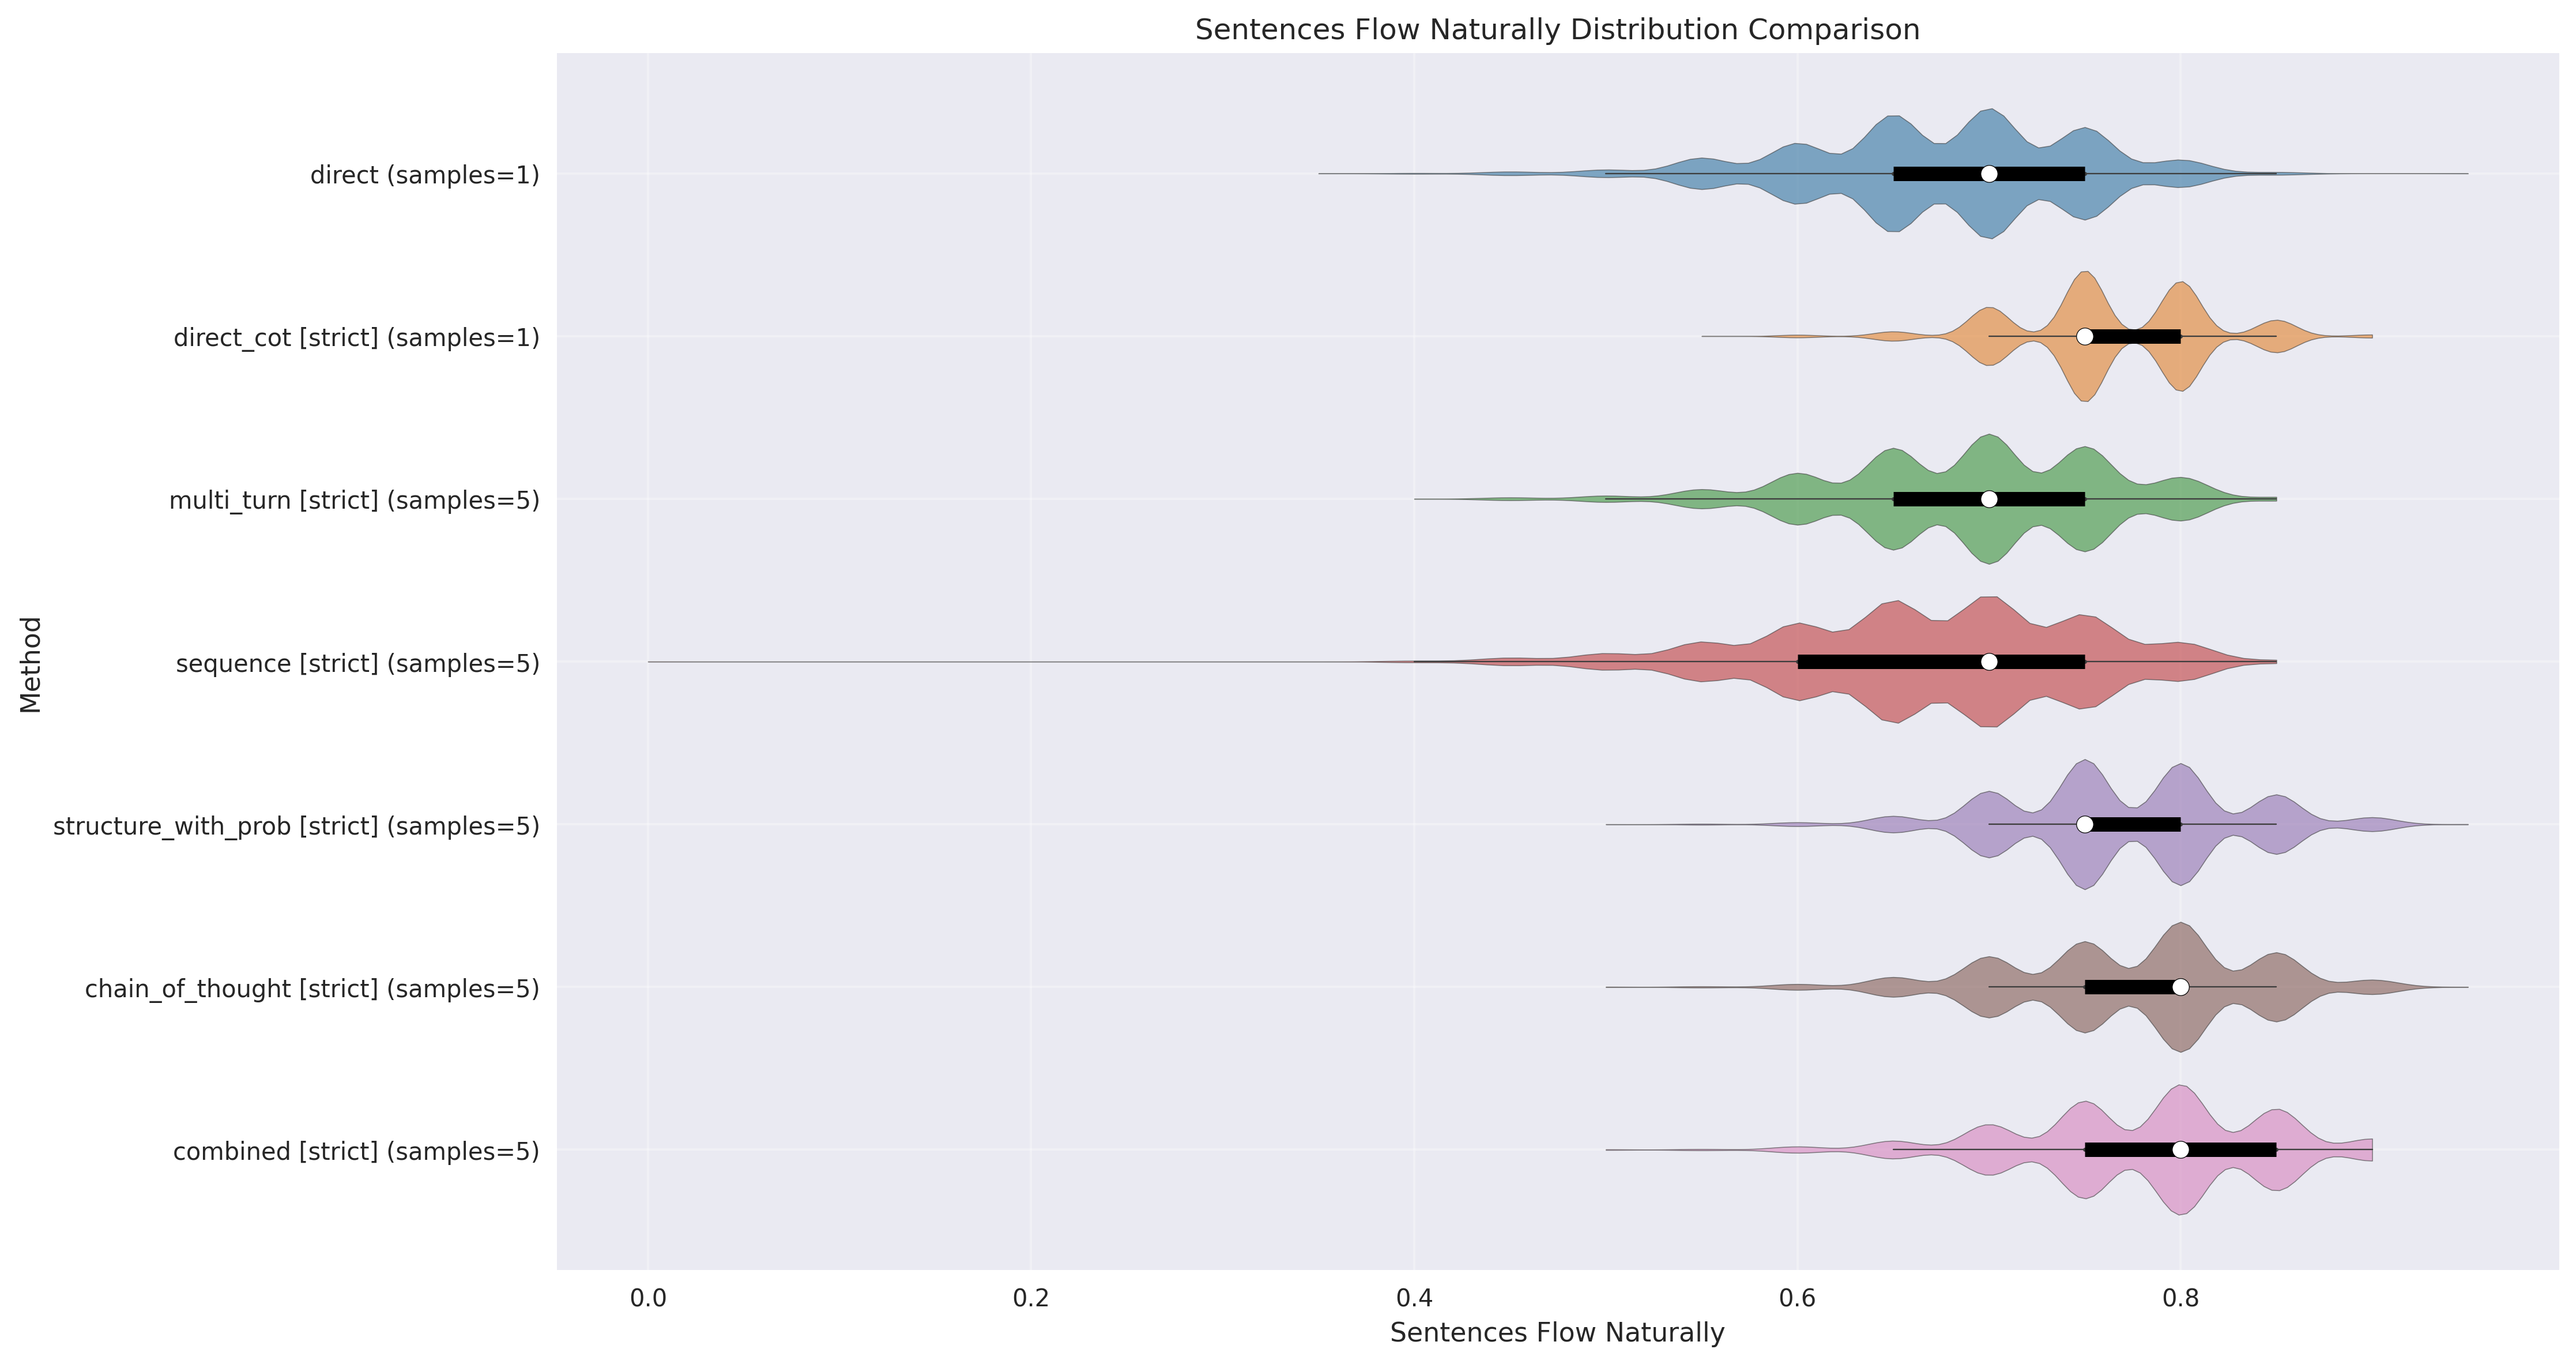 Sentences Flow Naturally Distribution Comparison
direct (samples=1)
direct_cot [strict] (samples=1)
multi_turn [strict] (samples=5)
sequence [strict] (samples=5)
structure_with_prob [strict] (samples=5)
chain_of_thought [strict] (samples=5)
combined [strict] (samples=5)
Method
0.0 0.2 0.4 0.6 0.8
Sentences Flow Naturally